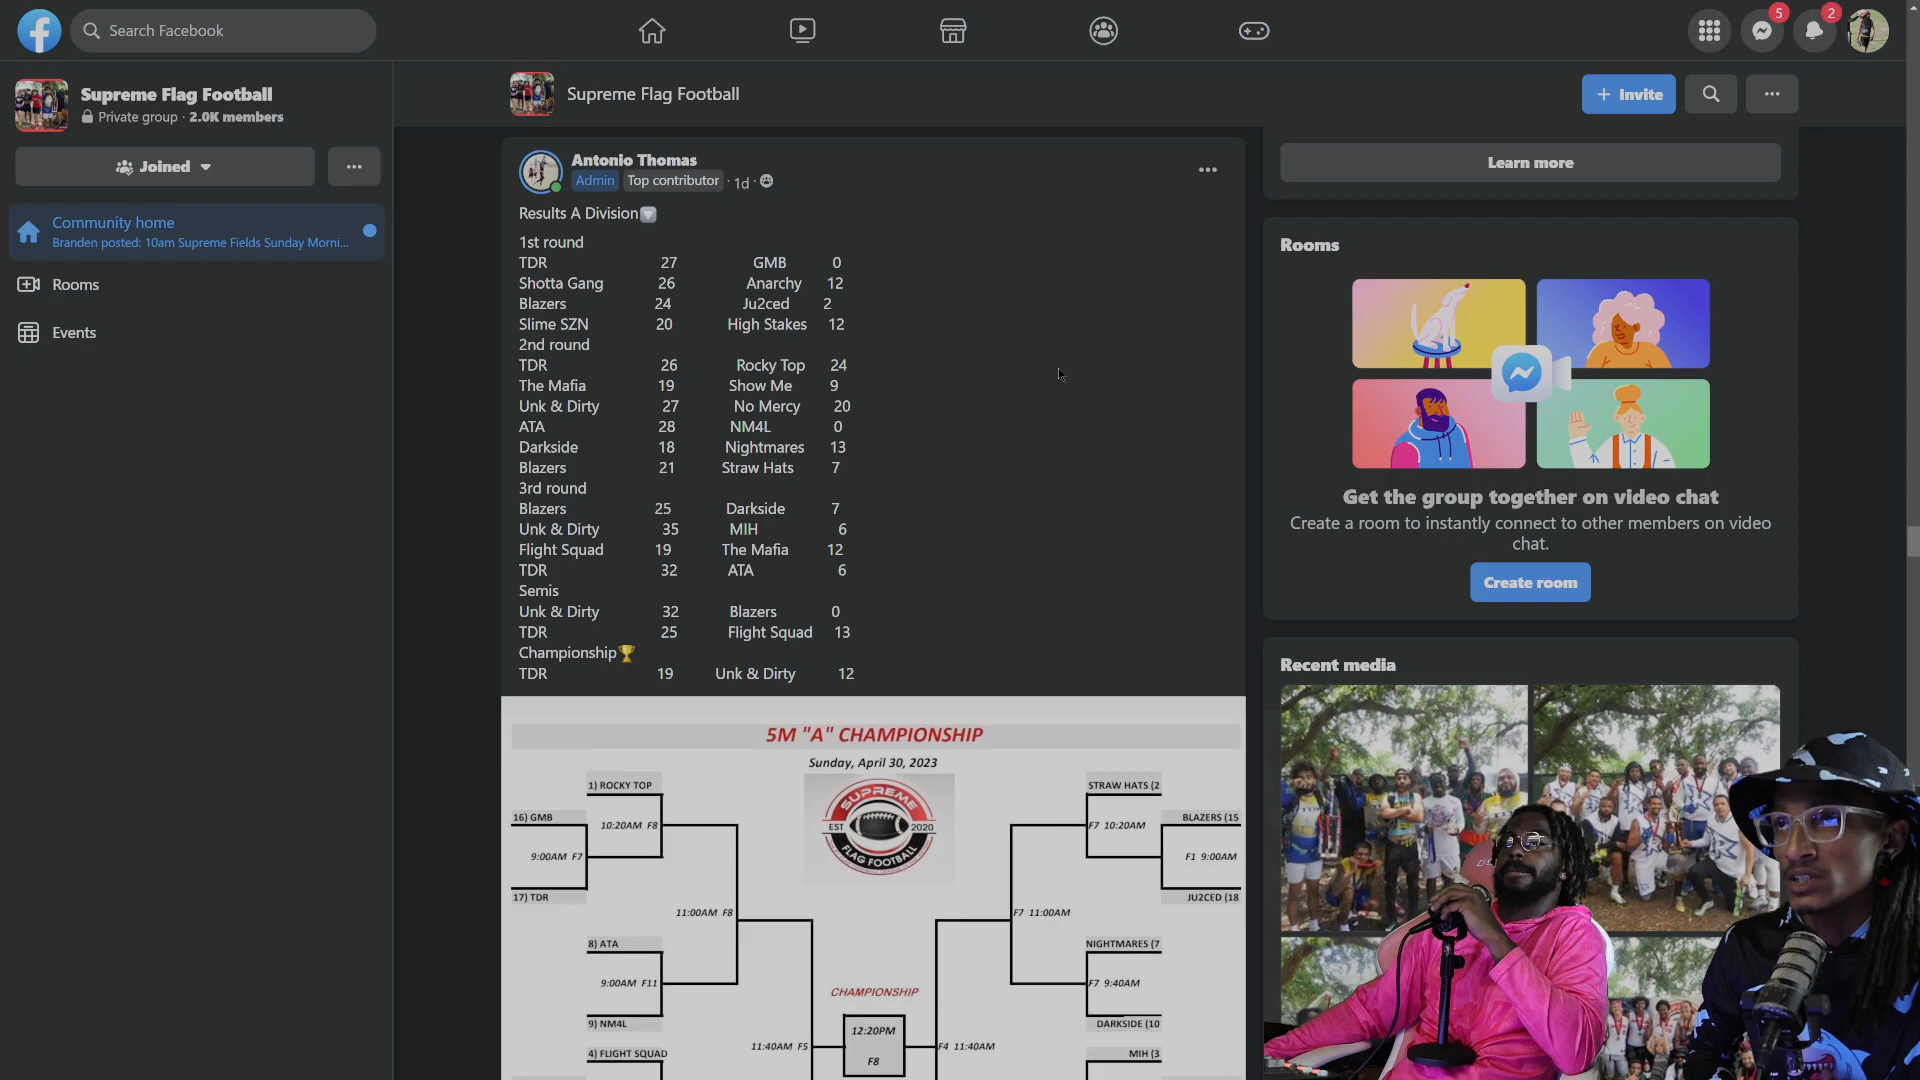 Search Facebook
5
2
Supreme Flag Football
Private group · 2.0K members
Joined
Community home
Branden posted: 10am Supreme Fields Sunday Morni...
Rooms
Events
Supreme Flag Football
+ Invite
Antonio Thomas
Admin Top contributor · 1d ·
Results A Division
1st round
TDR 27 GMB 0
Shotta Gang 26 Anarchy 12
Blazers 24 Ju2ced 2
Slime SZN 20 High Stakes 12
2nd round
TDR 26 Rocky Top 24
The Mafia 19 Show Me 9
Unk & Dirty 27 No Mercy 20
ATA 28 NM4L 0
Darkside 18 Nightmares 13
Blazers 21 Straw Hats 7
3rd round
Blazers 25 Darkside 7
Unk & Dirty 35 MIH 6
Flight Squad 19 The Mafia 12
TDR 32 ATA 6
Semis
Unk & Dirty 32 Blazers 0
TDR 25 Flight Squad 13
Championship🏆
TDR 19 Unk & Dirty 12
5M "A" CHAMPIONSHIP
Sunday, April 30, 2023
SUPREME
EST 2020
FLAG FOOTBALL
1) ROCKY TOP
16) GMB
10:20AM F8
9:00AM F7
17) TDR
11:00AM F8
8) ATA
9:00AM F11
9) NM4L
4) FLIGHT SQUAD
11:40AM F5
CHAMPIONSHIP
12:20PM
F8
STRAW HATS (2
F7 10:20AM
BLAZERS (15
F1 9:00AM
JU2CED (18
F7 11:00AM
NIGHTMARES (7
F7 9:40AM
DARKSIDE (10
F4 11:40AM
MIH (3
Learn more
Rooms
Get the group together on video chat
Create a room to instantly connect to other members on video
chat.
Create room
Recent media